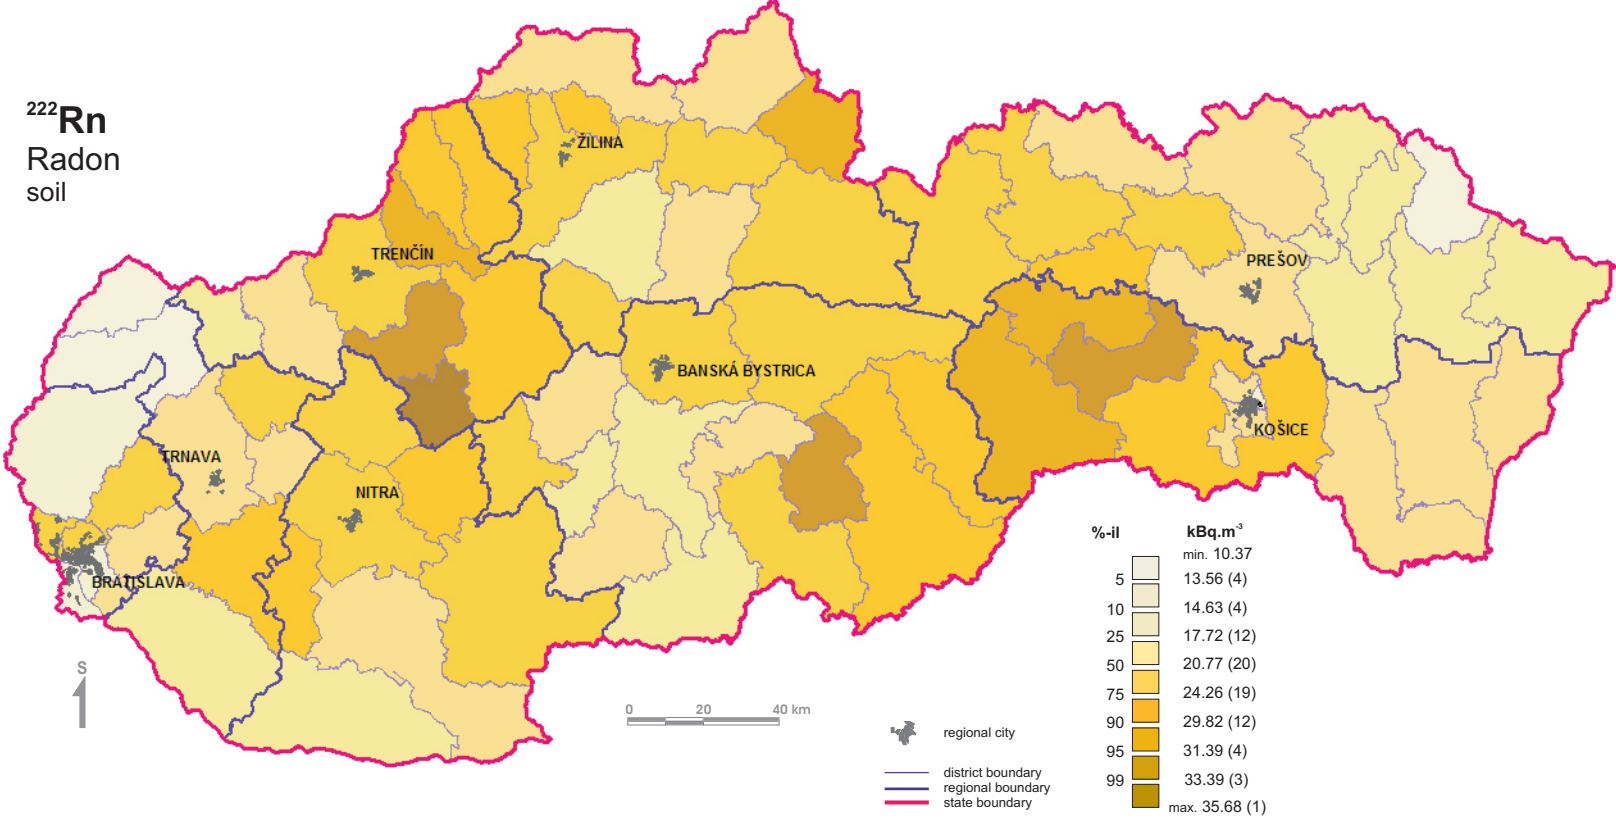 ²²²Rn
Radon
soil
ŽILINA
TRENČÍN
PREŠOV
BANSKÁ BYSTRICA
KOŠICE
TRNAVA
NITRA
BRATISLAVA
S
0 20 40 km
regional city
district boundary
regional boundary
state boundary
%-il kBq.m⁻³
min. 10.37
5 13.56 (4)
10 14.63 (4)
25 17.72 (12)
50 20.77 (20)
75 24.26 (19)
90 29.82 (12)
95 31.39 (4)
99 33.39 (3)
max. 35.68 (1)